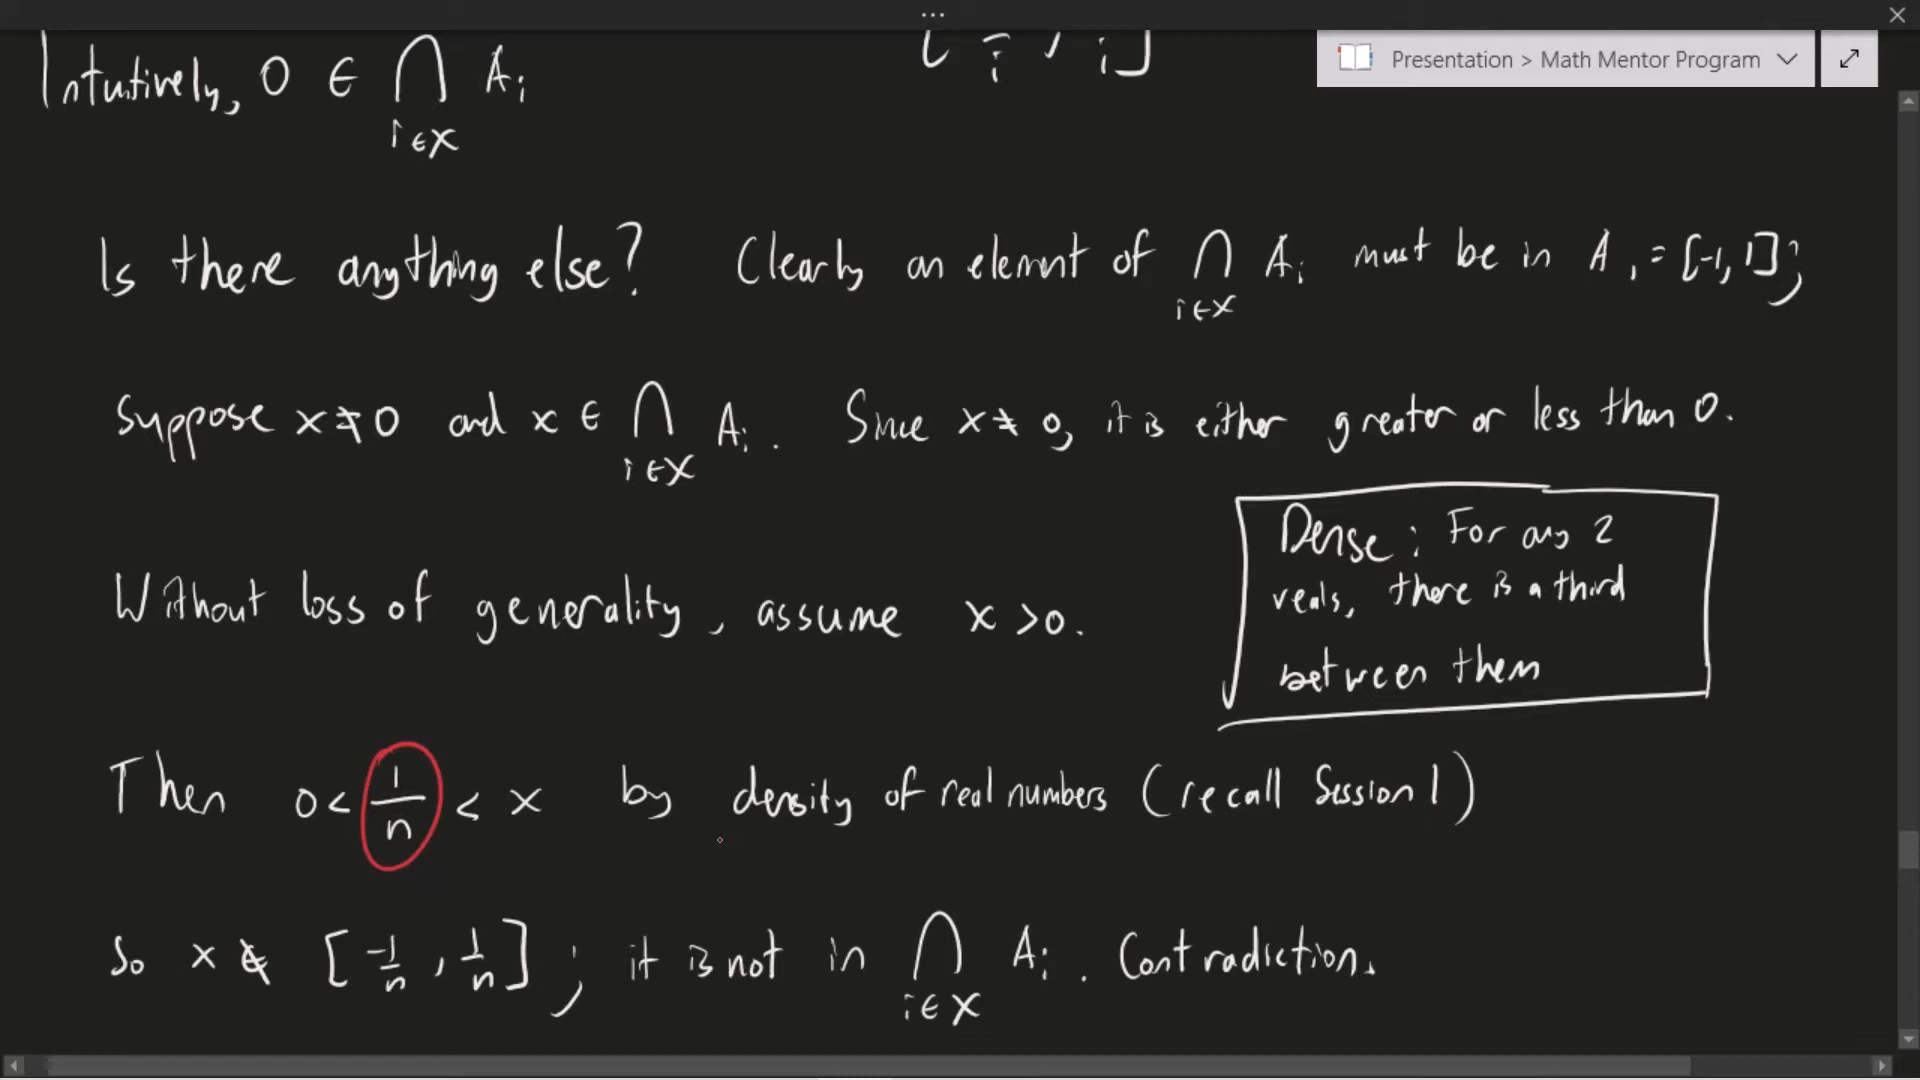 ...
Presentation > Math Mentor Program
Intuitively, 0 ∈ ⋂ A_i
i∈X
[-/i , /i]
Is there anything else? Clearly an element of ⋂ A_i must be in A_1 = [-1, 1];
i∈X
Suppose x≠0 and x ∈ ⋂ A_i. Since x≠0, it is either greater or less than 0.
i∈X
Dense: For any 2
reals, there is a third
between them
Without loss of generality, assume x >0.
Then 0 < 1/n < x by density of real numbers (recall Session 1)
So x ∉ [-1/n, 1/n]; it is not in ⋂ A_i. Contradiction.
i∈X